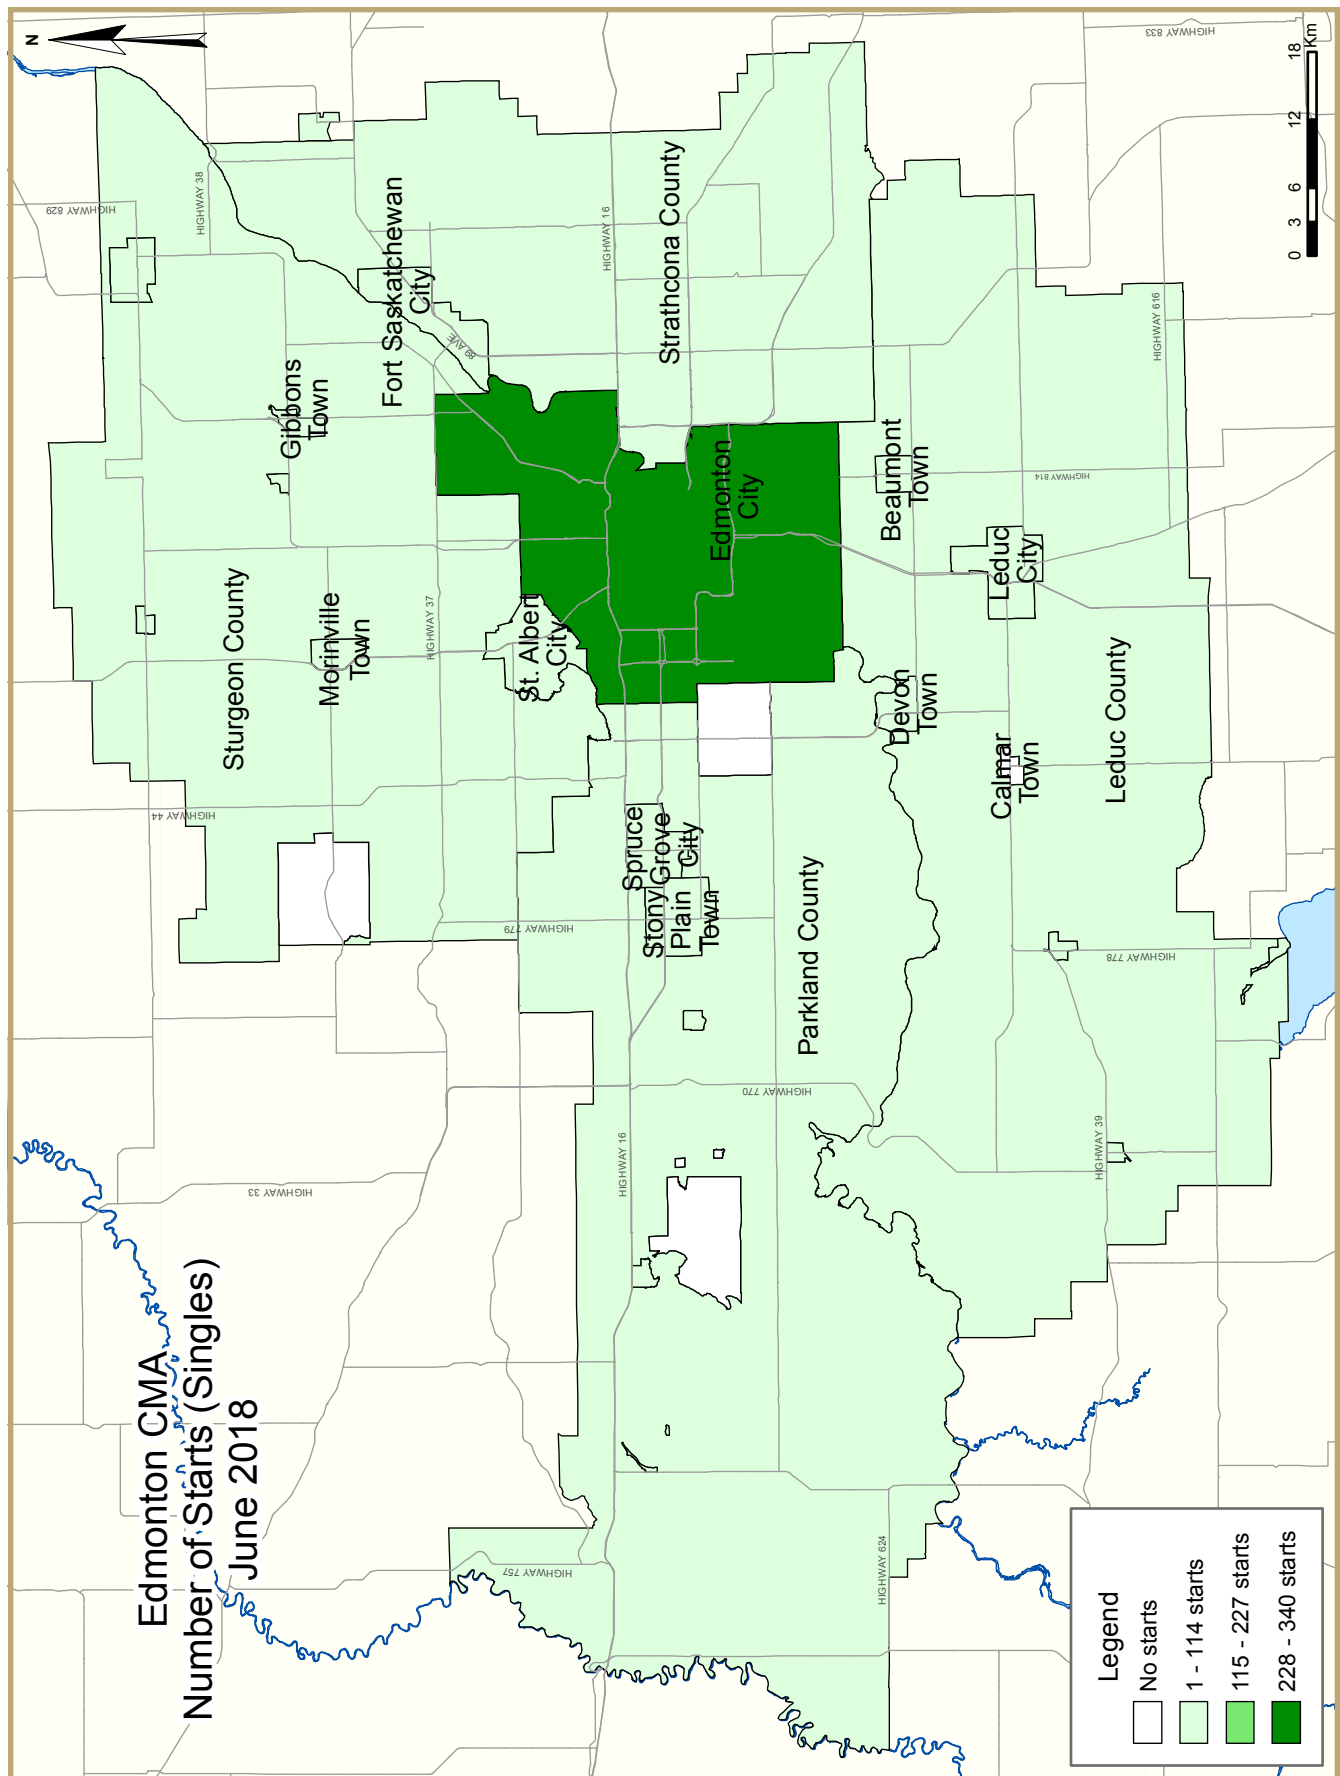 Edmonton CMA
Number of Starts (Singles)
June 2018
N
HIGHWAY 829
HIGHWAY 38
HIGHWAY 833
Gibbons
Town
Fort Saskatchewan
City
89 AVE
Sturgeon County
Morinville
Town
HIGHWAY 44
HIGHWAY 37
St. Albert
City
HIGHWAY 779
HIGHWAY 33
HIGHWAY 757
HIGHWAY 16
HIGHWAY 16
Strathcona County
Edmonton
City
Spruce
Grove
City
Stony
Plain
Town
Parkland County
HIGHWAY 770
HIGHWAY 624
Beaumont
Town
Devon
Town
Leduc
City
Calmar
Town
Leduc County
HIGHWAY 814
HIGHWAY 616
HIGHWAY 778
HIGHWAY 39
Legend
No starts
1 - 114 starts
115 - 227 starts
228 - 340 starts
0 3 6 12 18
Km